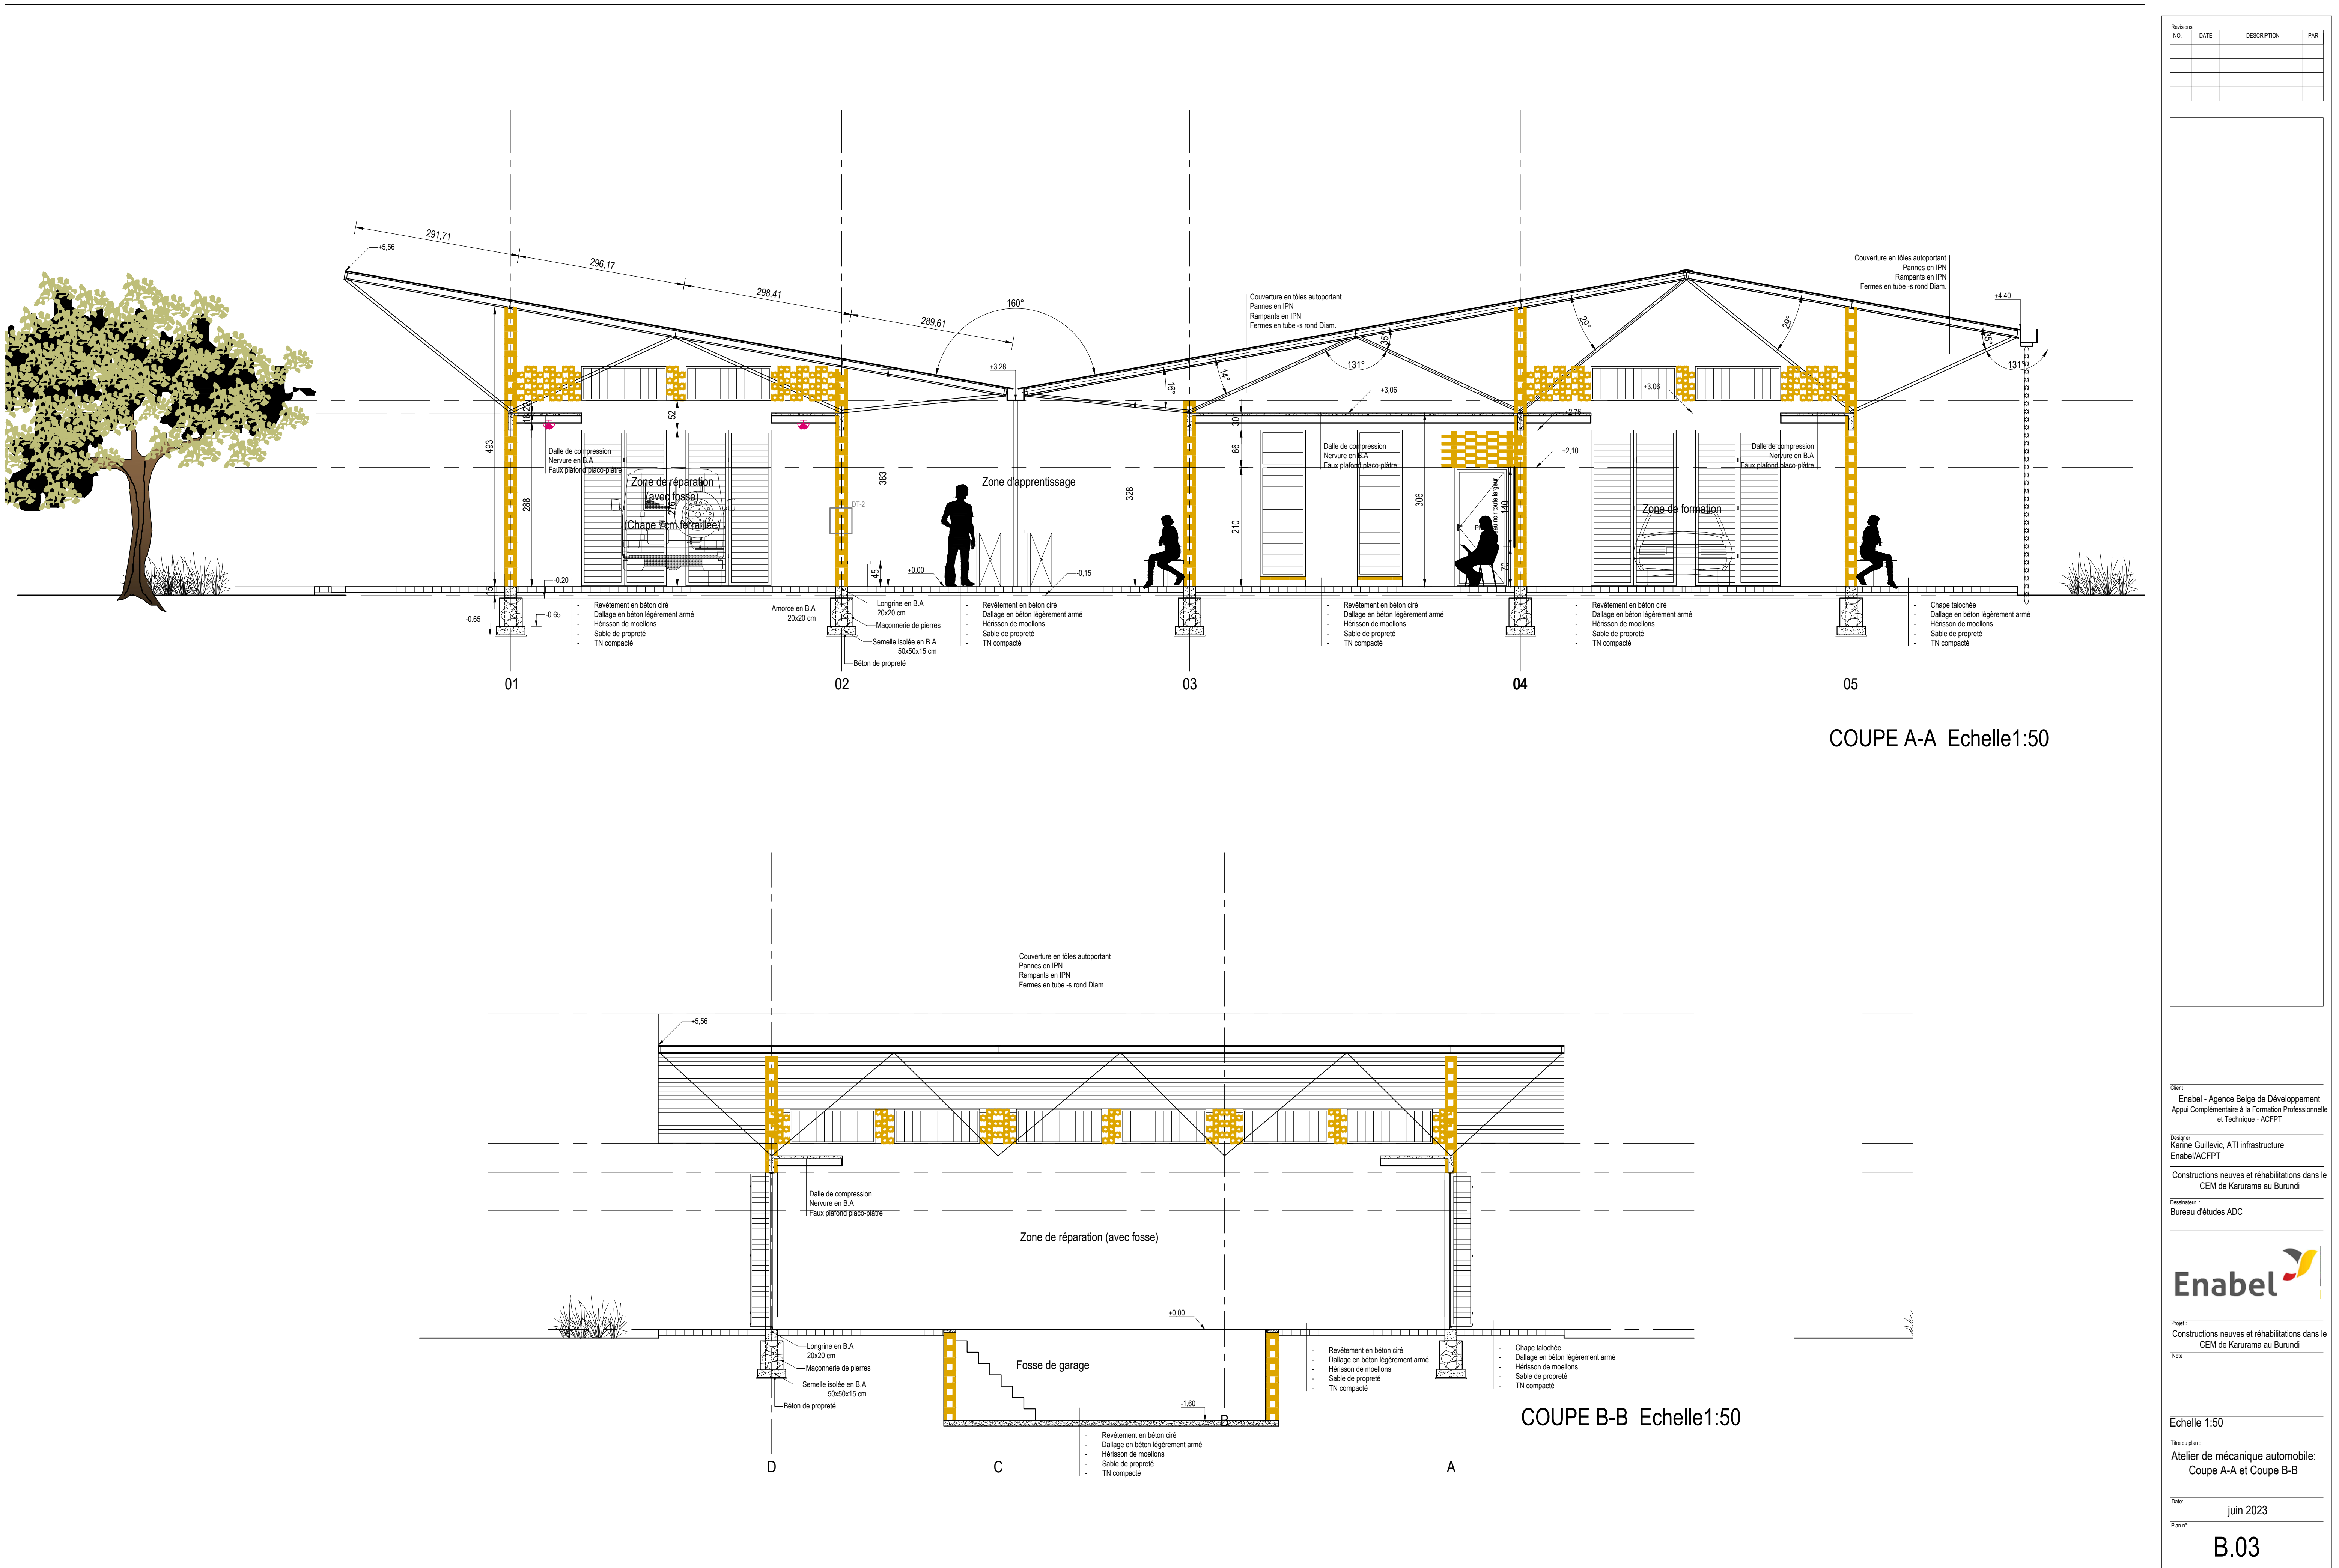 Revisions
NO. DATE DESCRIPTION PAR
291,71
+5,56
296,17
298,41
289,61
160°
+3,28
Couverture en tôles autoportant
Pannes en IPN
Rampants en IPN
Fermes en tube -s rond Diam.
Couverture en tôles autoportant
Pannes en IPN
Rampants en IPN
Fermes en tube -s rond Diam.
+4,40
29°
29°
35°
131°
131°
14°
16°
+3,06
+3,06
+2,76
+2,10
493
288
52
276
383
328
30
66
210
306
140
70
45
15
Dalle de compression
Nervure en B.A
Faux plafond placo-plâtre
Zone de réparation
(avec fosse)
(Chape 7cm ferraillée)
DT-2
Zone d'apprentissage
Dalle de compression
Nervure en B.A
Faux plafond placo-plâtre
Zone de formation
Dalle de compression
Nervure en B.A
Faux plafond placo-plâtre
+0,00
-0,15
-0.20
-0.65
-0.65
- Revêtement en béton ciré
- Dallage en béton légèrement armé
- Hérisson de moellons
- Sable de propreté
- TN compacté
Amorce en B.A
20x20 cm
Longrine en B.A
20x20 cm
Maçonnerie de pierres
Semelle isolée en B.A
50x50x15 cm
Béton de propreté
- Revêtement en béton ciré
- Dallage en béton légèrement armé
- Hérisson de moellons
- Sable de propreté
- TN compacté
- Revêtement en béton ciré
- Dallage en béton légèrement armé
- Hérisson de moellons
- Sable de propreté
- TN compacté
- Revêtement en béton ciré
- Dallage en béton légèrement armé
- Hérisson de moellons
- Sable de propreté
- TN compacté
- Chape talochée
- Dallage en béton légèrement armé
- Hérisson de moellons
- Sable de propreté
- TN compacté
01 02 03 04 05
COUPE A-A Echelle1:50
Couverture en tôles autoportant
Pannes en IPN
Rampants en IPN
Fermes en tube -s rond Diam.
+5,56
Dalle de compression
Nervure en B.A
Faux plafond placo-plâtre
Zone de réparation (avec fosse)
+0,00
Longrine en B.A
20x20 cm
Maçonnerie de pierres
Semelle isolée en B.A
50x50x15 cm
Béton de propreté
Fosse de garage
-1,60
- Revêtement en béton ciré
- Dallage en béton légèrement armé
- Hérisson de moellons
- Sable de propreté
- TN compacté
- Chape talochée
- Dallage en béton légèrement armé
- Hérisson de moellons
- Sable de propreté
- TN compacté
- Revêtement en béton ciré
- Dallage en béton légèrement armé
- Hérisson de moellons
- Sable de propreté
- TN compacté
COUPE B-B Echelle1:50
D C B A
Client
Enabel - Agence Belge de Développement
Appui Complémentaire à la Formation Professionnelle
et Technique - ACFPT
Designer
Karine Guillevic, ATI infrastructure
Enabel/ACFPT
Constructions neuves et réhabilitations dans le
CEM de Karurama au Burundi
Dessinateur :
Bureau d'études ADC
Enabel
Projet :
Constructions neuves et réhabilitations dans le
CEM de Karurama au Burundi
Note
Echelle 1:50
Titre du plan :
Atelier de mécanique automobile:
Coupe A-A et Coupe B-B
Date:
juin 2023
Plan n°:
B.03